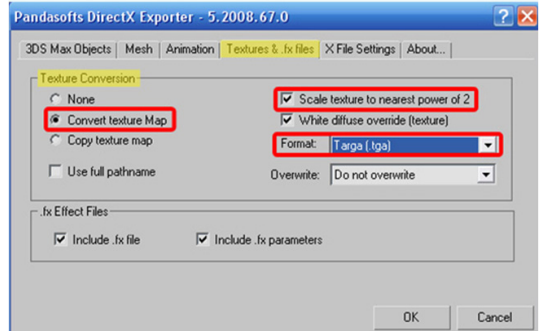 Pandasofts DirectX Exporter - 5.2008.67.0
3DS Max Objects Mesh Animation Textures & .fx files X File Settings About...
Texture Conversion
None
Scale texture to nearest power of 2
Convert texture Map
White diffuse override (texture)
Copy texture map
Format: Targa (.tga)
Use full pathname
Overwrite: Do not overwrite
.fx Effect Files
Include .fx file
Include .fx parameters
OK Cancel